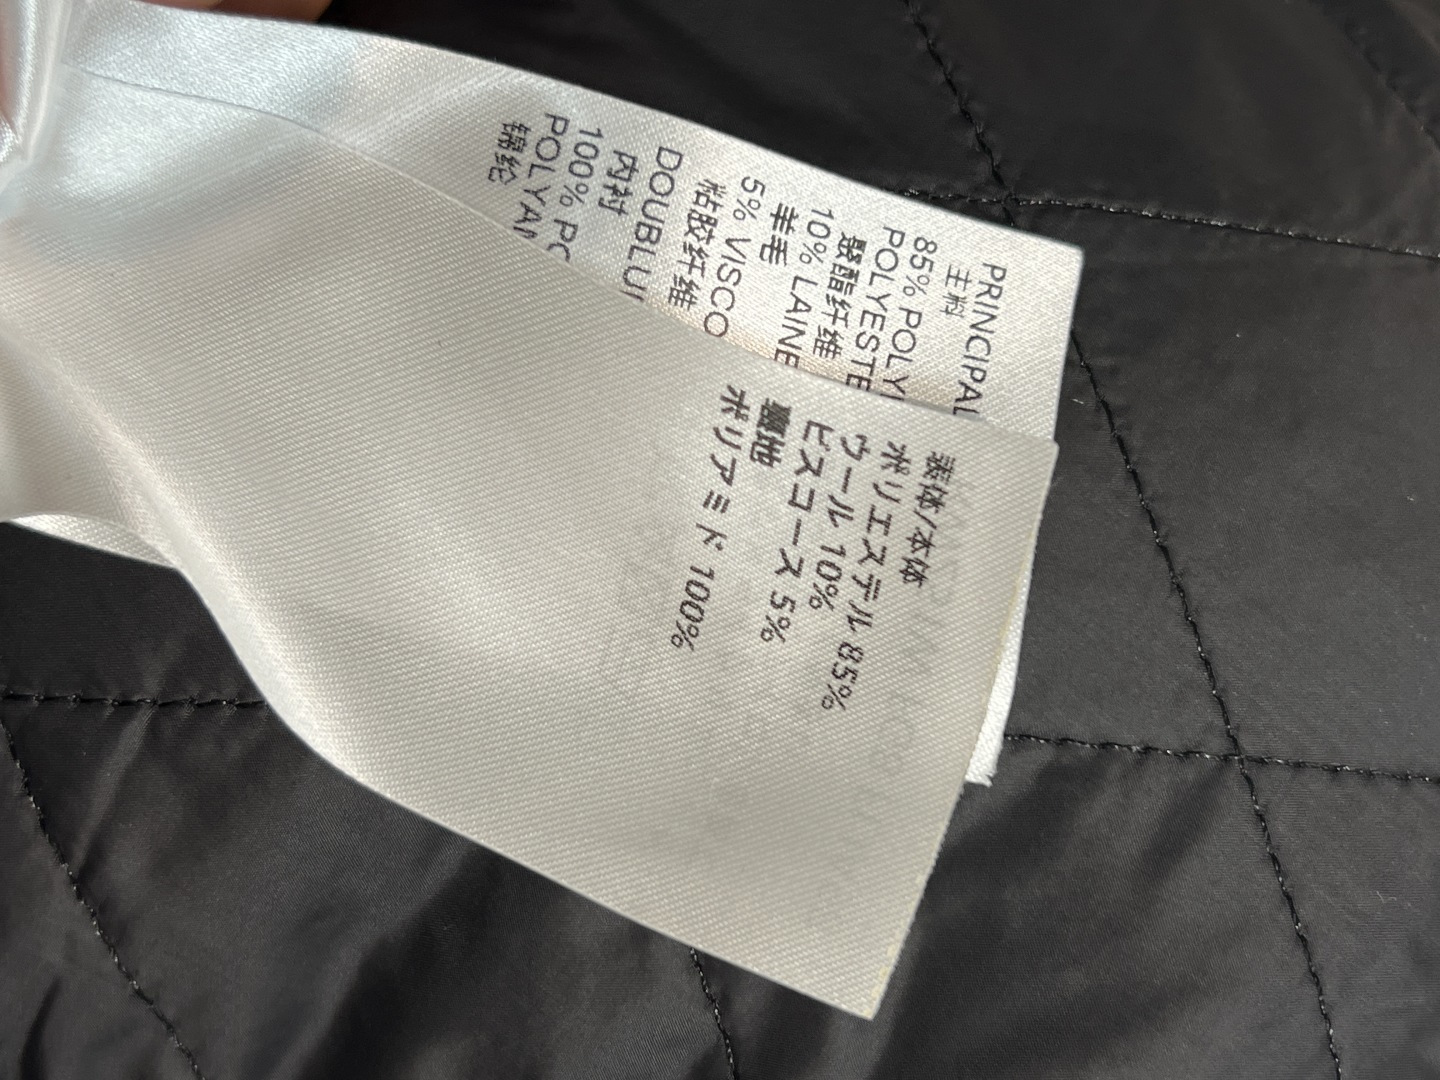 PRINCIPAL
主料
85% POLY
POLYESTE
聚酯纤维
10% LAINE
羊毛
5% VISCO
粘胶纤维
DOUBLU
内衬
100% PO
POLYAM
锦纶
表体/本体
ポリエステル 85%
ウール 10%
ビスコース 5%
裏地
ポリアミド 100%